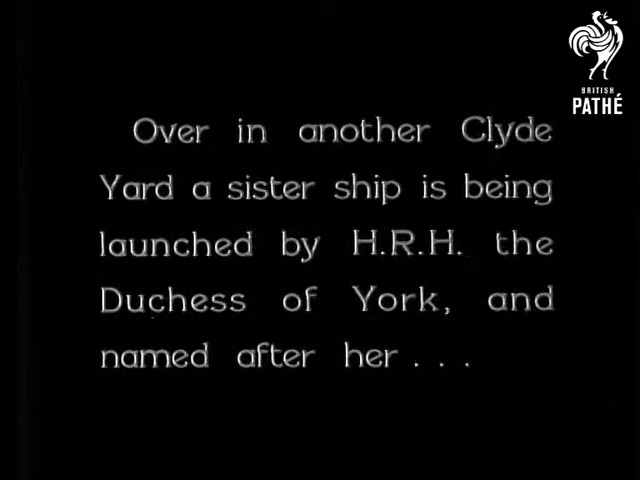 BRITISH
PATHÉ
Over in another Clyde
Yard a sister ship is being
launched by H.R.H. the
Duchess of York, and
named after her . . .